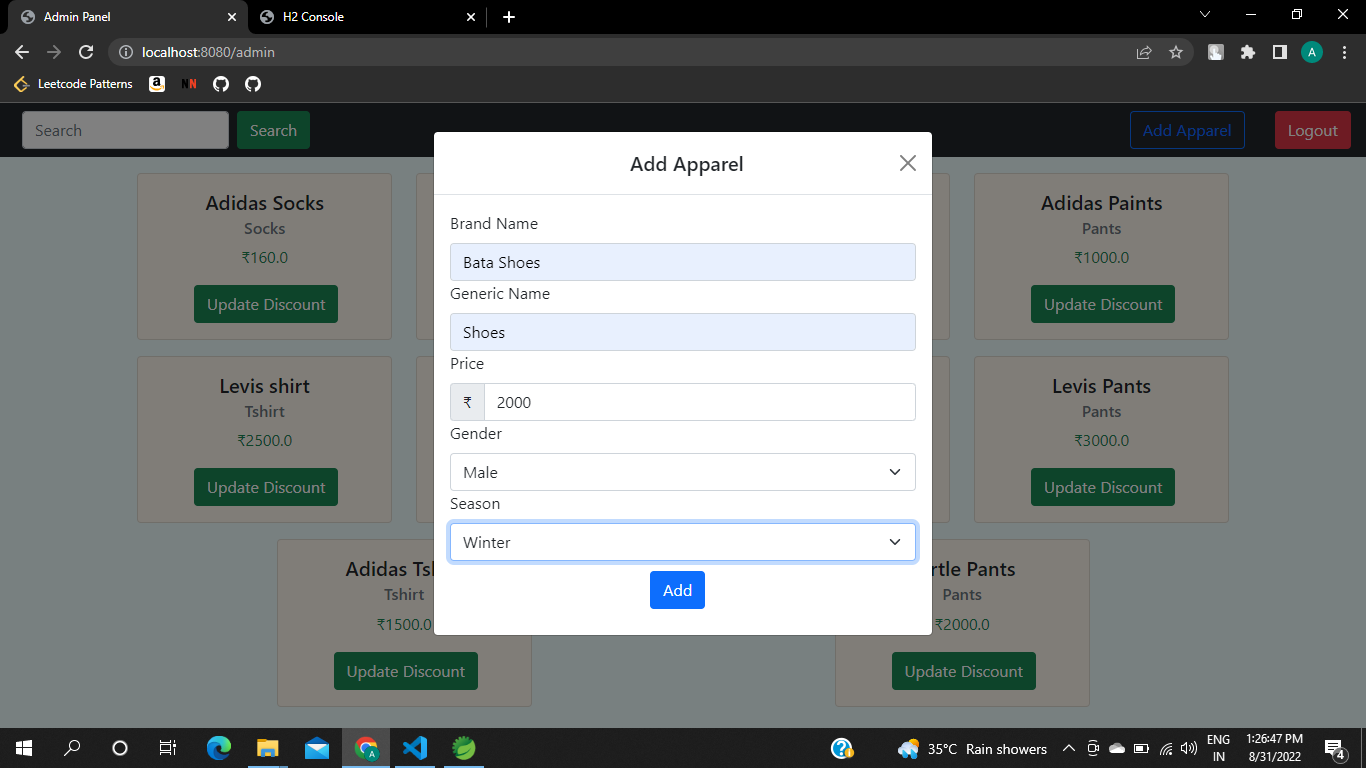 Admin Panel
H2 Console
localhost:8080/admin
A
Leetcode Patterns
a
NN
Search
Search
Add Apparel
Logout
Add Apparel
Brand Name
Bata Shoes
Generic Name
Shoes
Price
₹ 2000
Gender
Male
Season
Winter
Add
Adidas Socks
Socks
₹160.0
Update Discount
Adidas Paints
Pants
₹1000.0
Update Discount
Levis shirt
Tshirt
₹2500.0
Update Discount
Levis Pants
Pants
₹3000.0
Update Discount
Adidas Tsh
Tshirt
₹1500.0
Update Discount
rtle Pants
Pants
₹2000.0
Update Discount
35°C Rain showers
ENG
IN
1:26:47 PM
8/31/2022
4